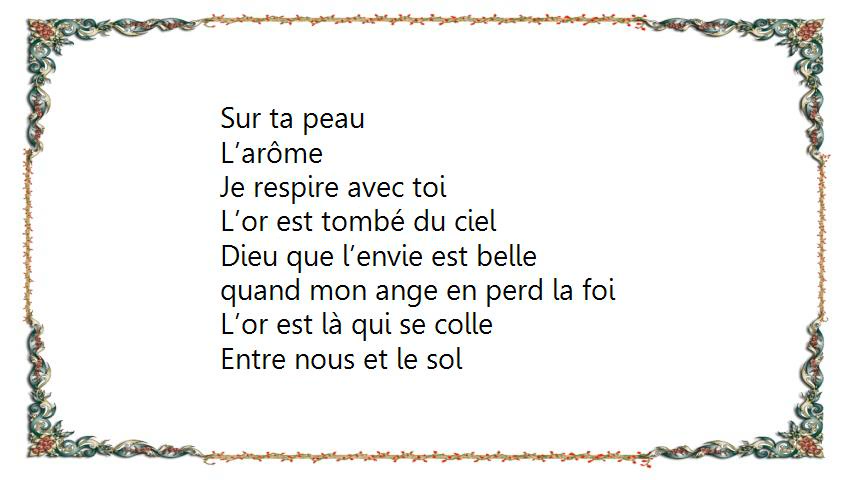 Sur ta peau
L’arôme
Je respire avec toi
L’or est tombé du ciel
Dieu que l’envie est belle
quand mon ange en perd la foi
L’or est là qui se colle
Entre nous et le sol